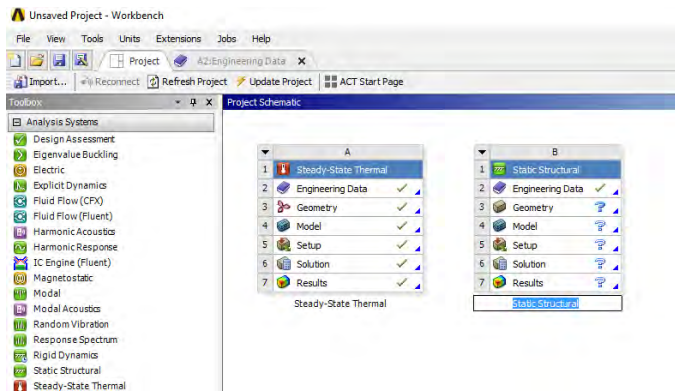 Unsaved Project - Workbench
File View Tools Units Extensions Jobs Help
Project A2:Engineering Data
Import... Reconnect Refresh Project Update Project ACT Start Page
Toolbox
Project Schematic
Analysis Systems
Design Assessment
Eigenvalue Buckling
Electric
Explicit Dynamics
Fluid Flow (CFX)
Fluid Flow (Fluent)
Harmonic Acoustics
Harmonic Response
IC Engine (Fluent)
Magnetostatic
Modal
Modal Acoustics
Random Vibration
Response Spectrum
Rigid Dynamics
Static Structural
Steady-State Thermal
A
1 Steady-State Thermal
2 Engineering Data
3 Geometry
4 Model
5 Setup
6 Solution
7 Results
Steady-State Thermal
B
1 Static Structural
2 Engineering Data
3 Geometry
4 Model
5 Setup
6 Solution
7 Results
Static Structural